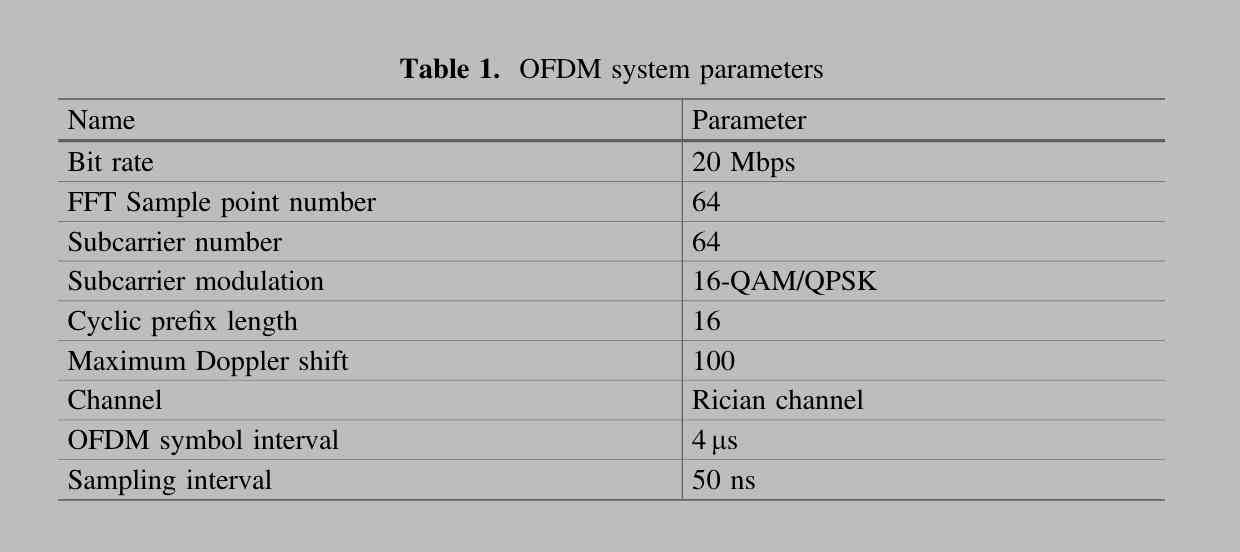 Table 1. OFDM system parameters
Name Parameter
Bit rate 20 Mbps
FFT Sample point number 64
Subcarrier number 64
Subcarrier modulation 16-QAM/QPSK
Cyclic prefix length 16
Maximum Doppler shift 100
Channel Rician channel
OFDM symbol interval 4 μs
Sampling interval 50 ns